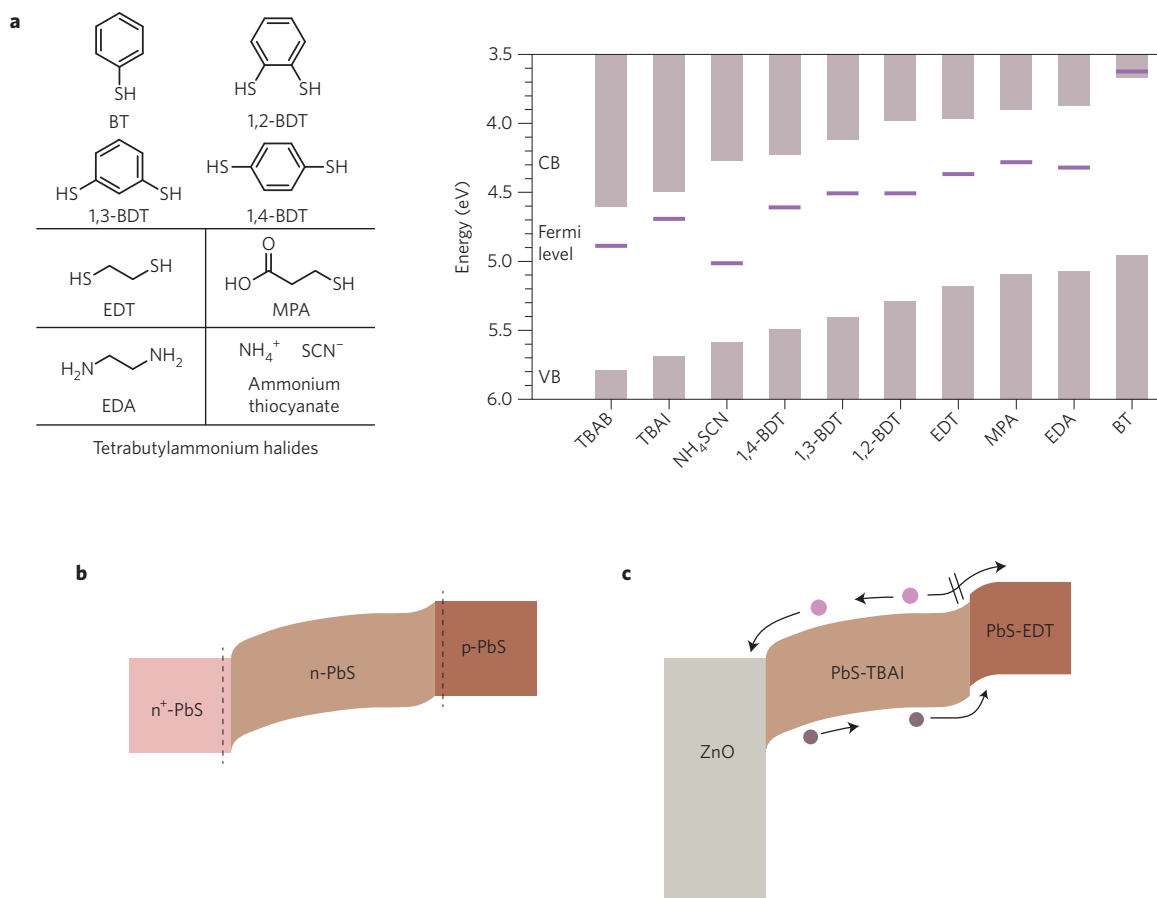 a
SH
BT
HS SH
1,2-BDT
HS SH
1,3-BDT
HS SH
1,4-BDT
HS SH
EDT
O
HO SH
MPA
H₂N NH₂
EDA
NH₄⁺ SCN⁻
Ammonium
thiocyanate
Tetrabutylammonium halides
Energy (eV)
3.5
4.0
4.5
5.0
5.5
6.0
CB
Fermi
level
VB
TBAB
TBAI
NH₄SCN
1,4-BDT
1,3-BDT
1,2-BDT
EDT
MPA
EDA
BT
b
n⁺-PbS
n-PbS
p-PbS
c
ZnO
PbS-TBAI
PbS-EDT